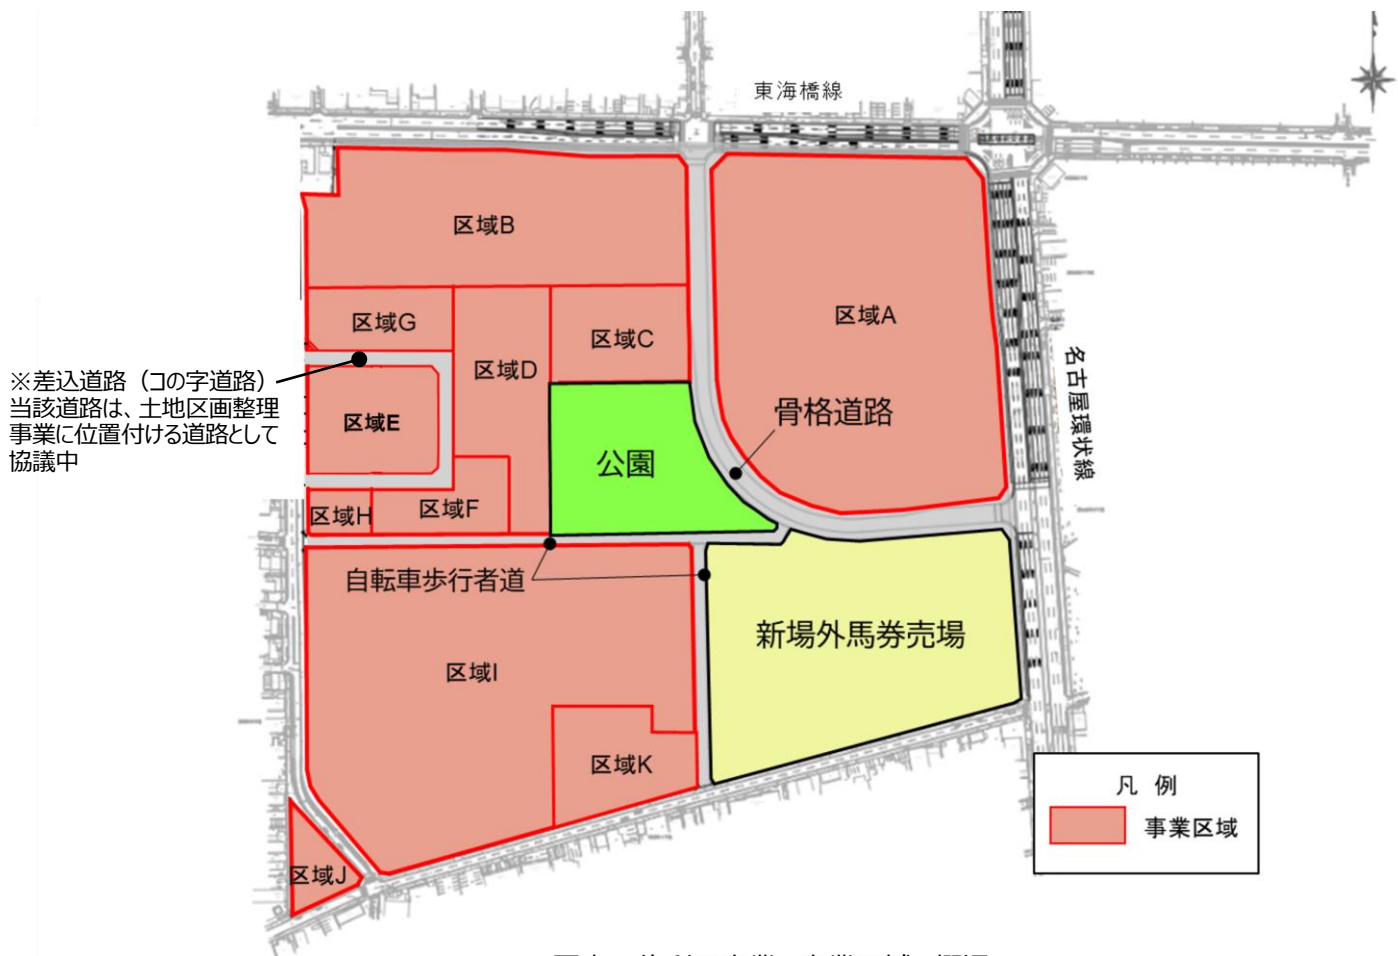 東海橋線
区域B
区域A
区域G
区域C
区域D
※差込道路（コの字道路）
当該道路は、土地区画整理
事業に位置付ける道路として
協議中
区域E
骨格道路
名古屋環状線
公園
区域H
区域F
自転車歩行者道
新場外馬券売場
区域I
区域K
区域J
凡 例
事業区域